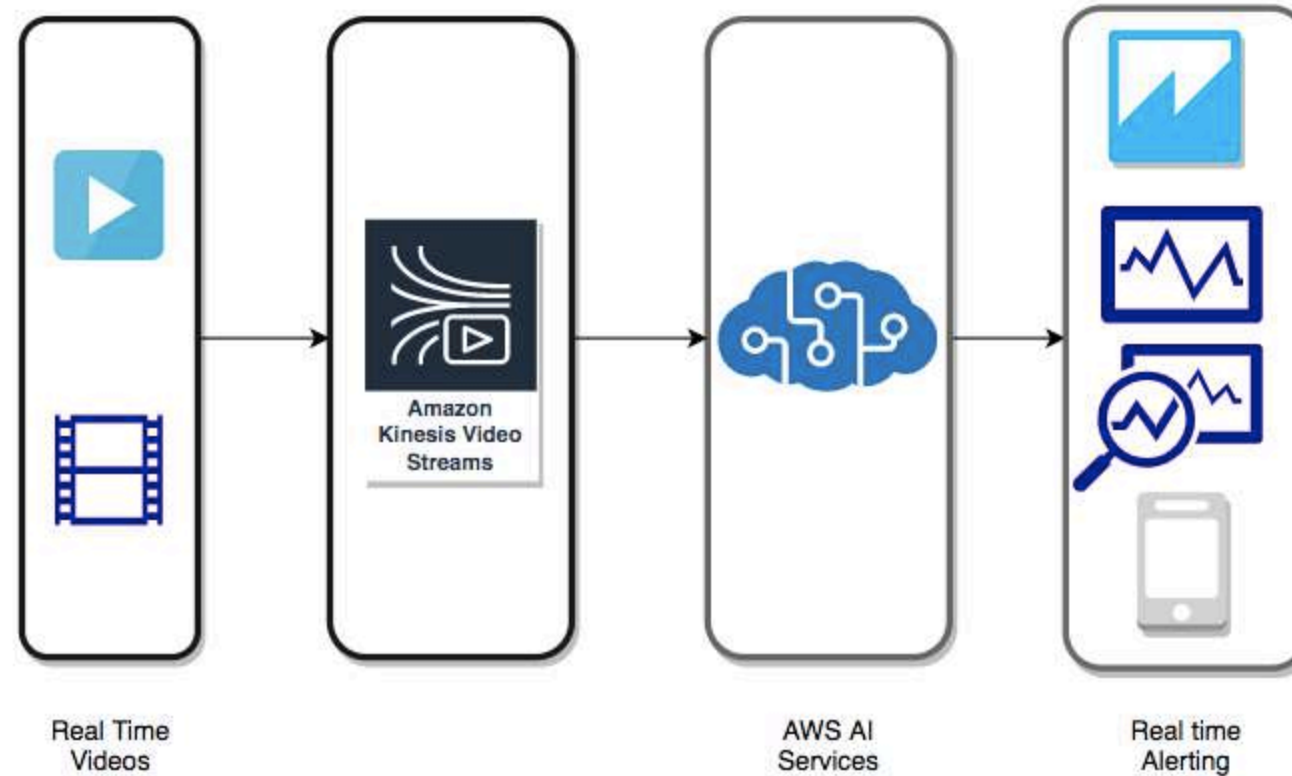 Amazon
Kinesis Video
Streams
Real Time
Videos
AWS AI
Services
Real time
Alerting